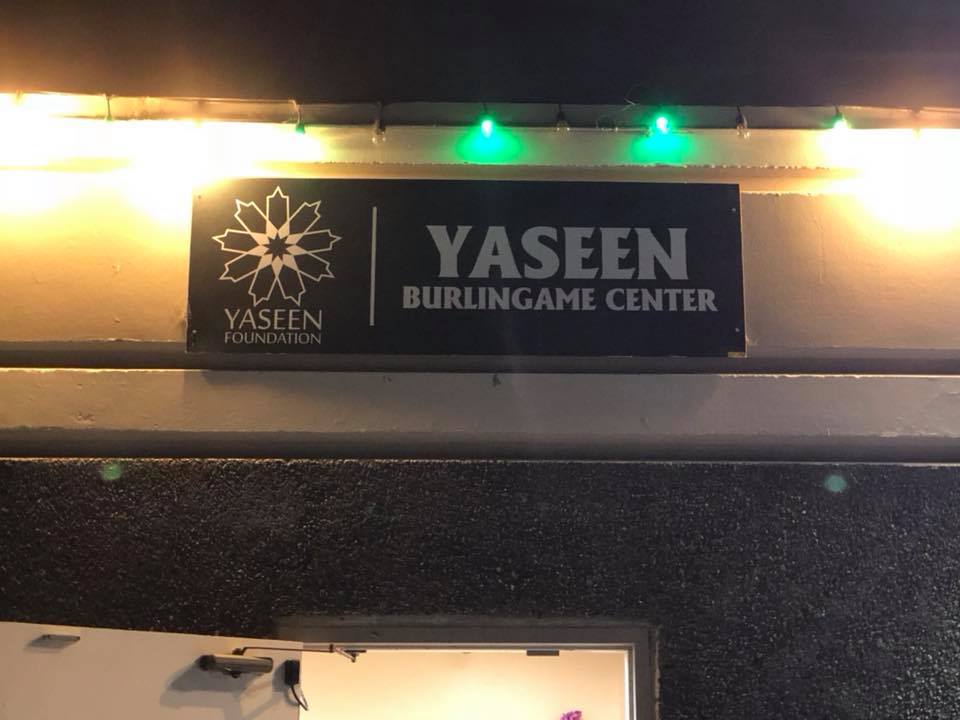 YASEEN
FOUNDATION
YASEEN
BURLINGAME CENTER